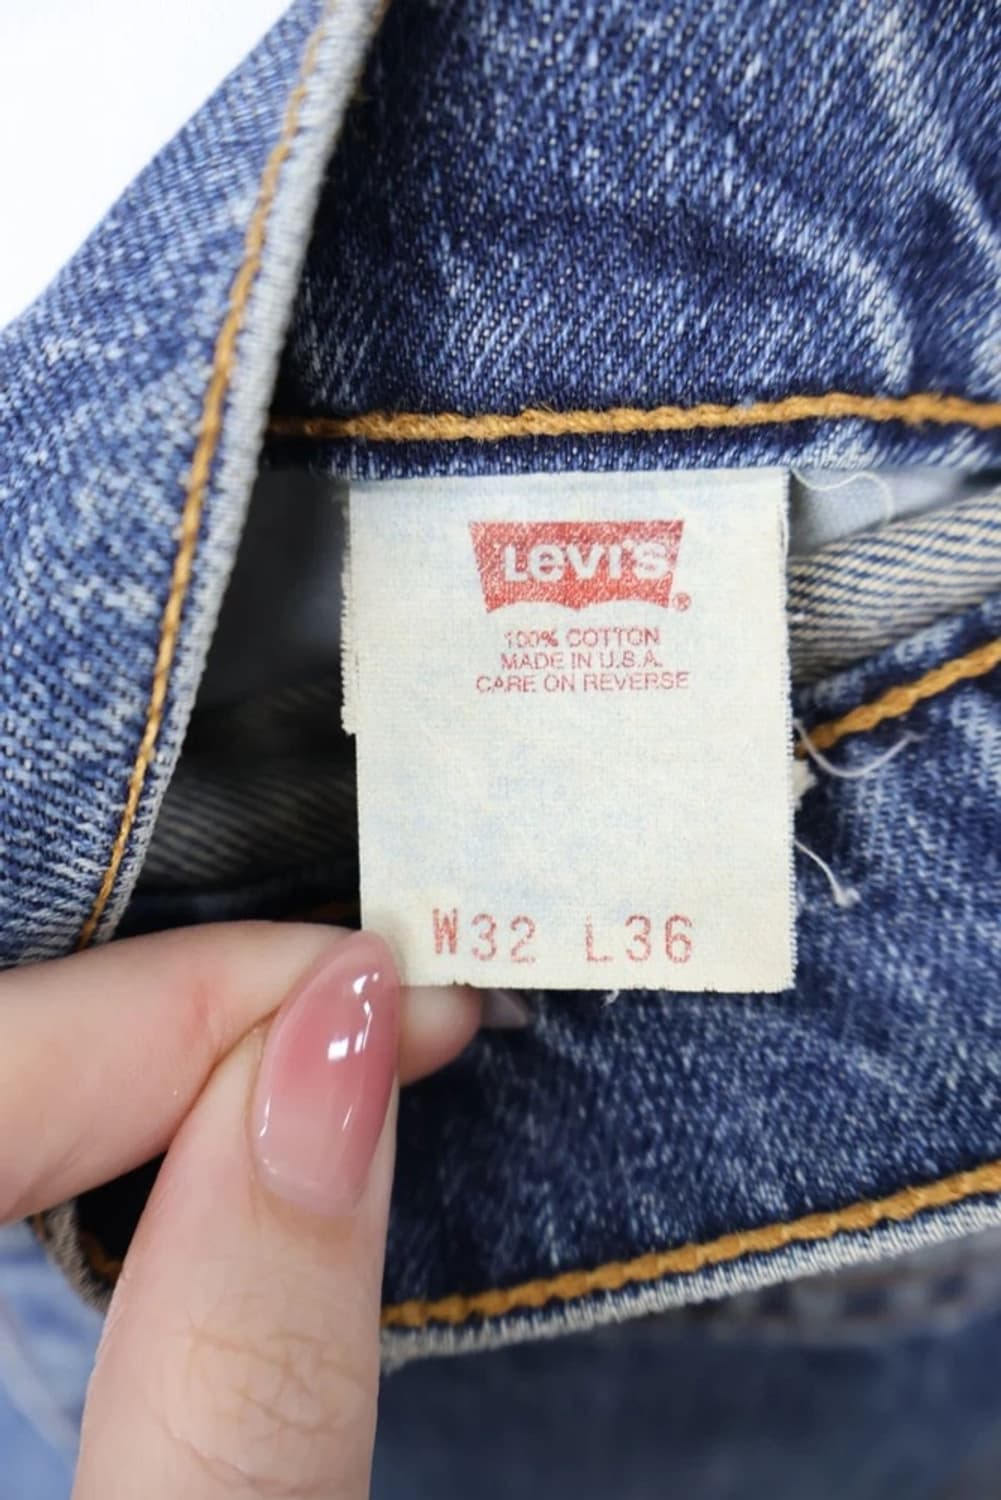 Levi's®
100% COTTON
MADE IN U.S.A.
CARE ON REVERSE
W32 L36